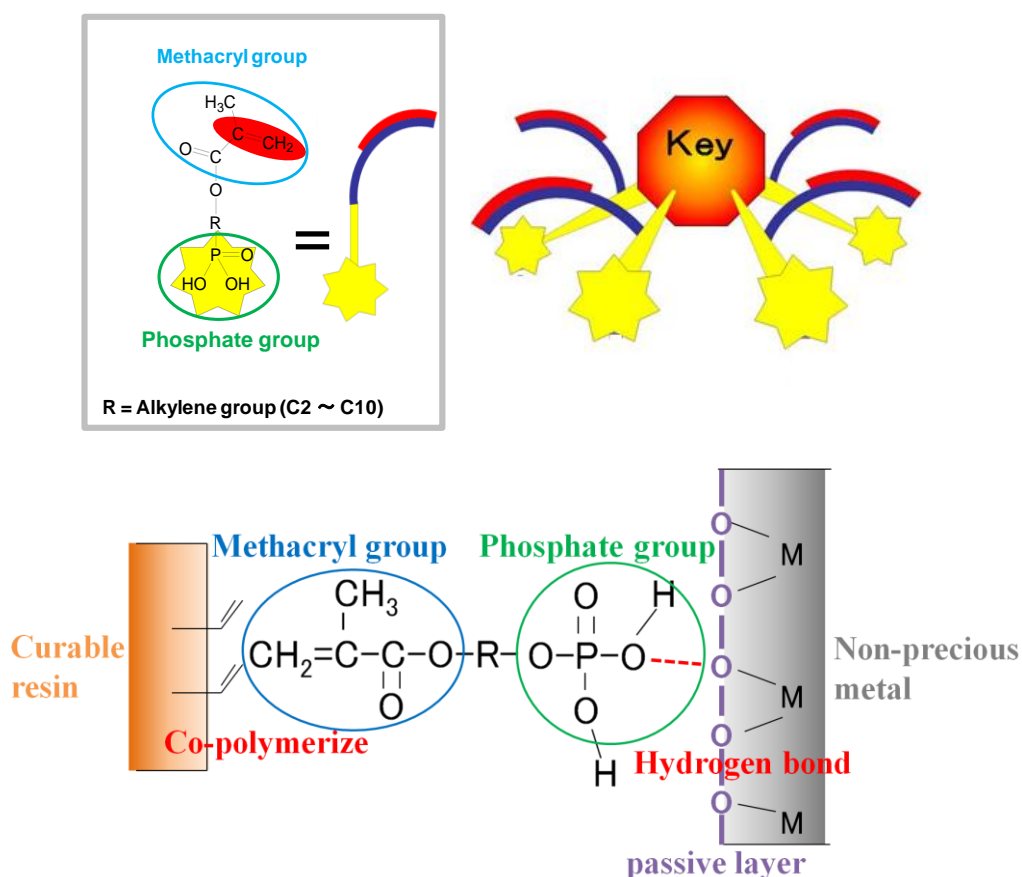 Methacryl group
H3C
C=CH2
O
C
O
R
P=O
HO OH
=
Phosphate group
R = Alkylene group (C2 ～ C10)
Key
Methacryl group
Phosphate group
Curable
resin
CH3
CH2=C-C-O-R-O-P-O
O
O
H
O
H
Co-polymerize
Hydrogen bond
O
O
O
O
O
M
M
M
Non-precious
metal
passive layer